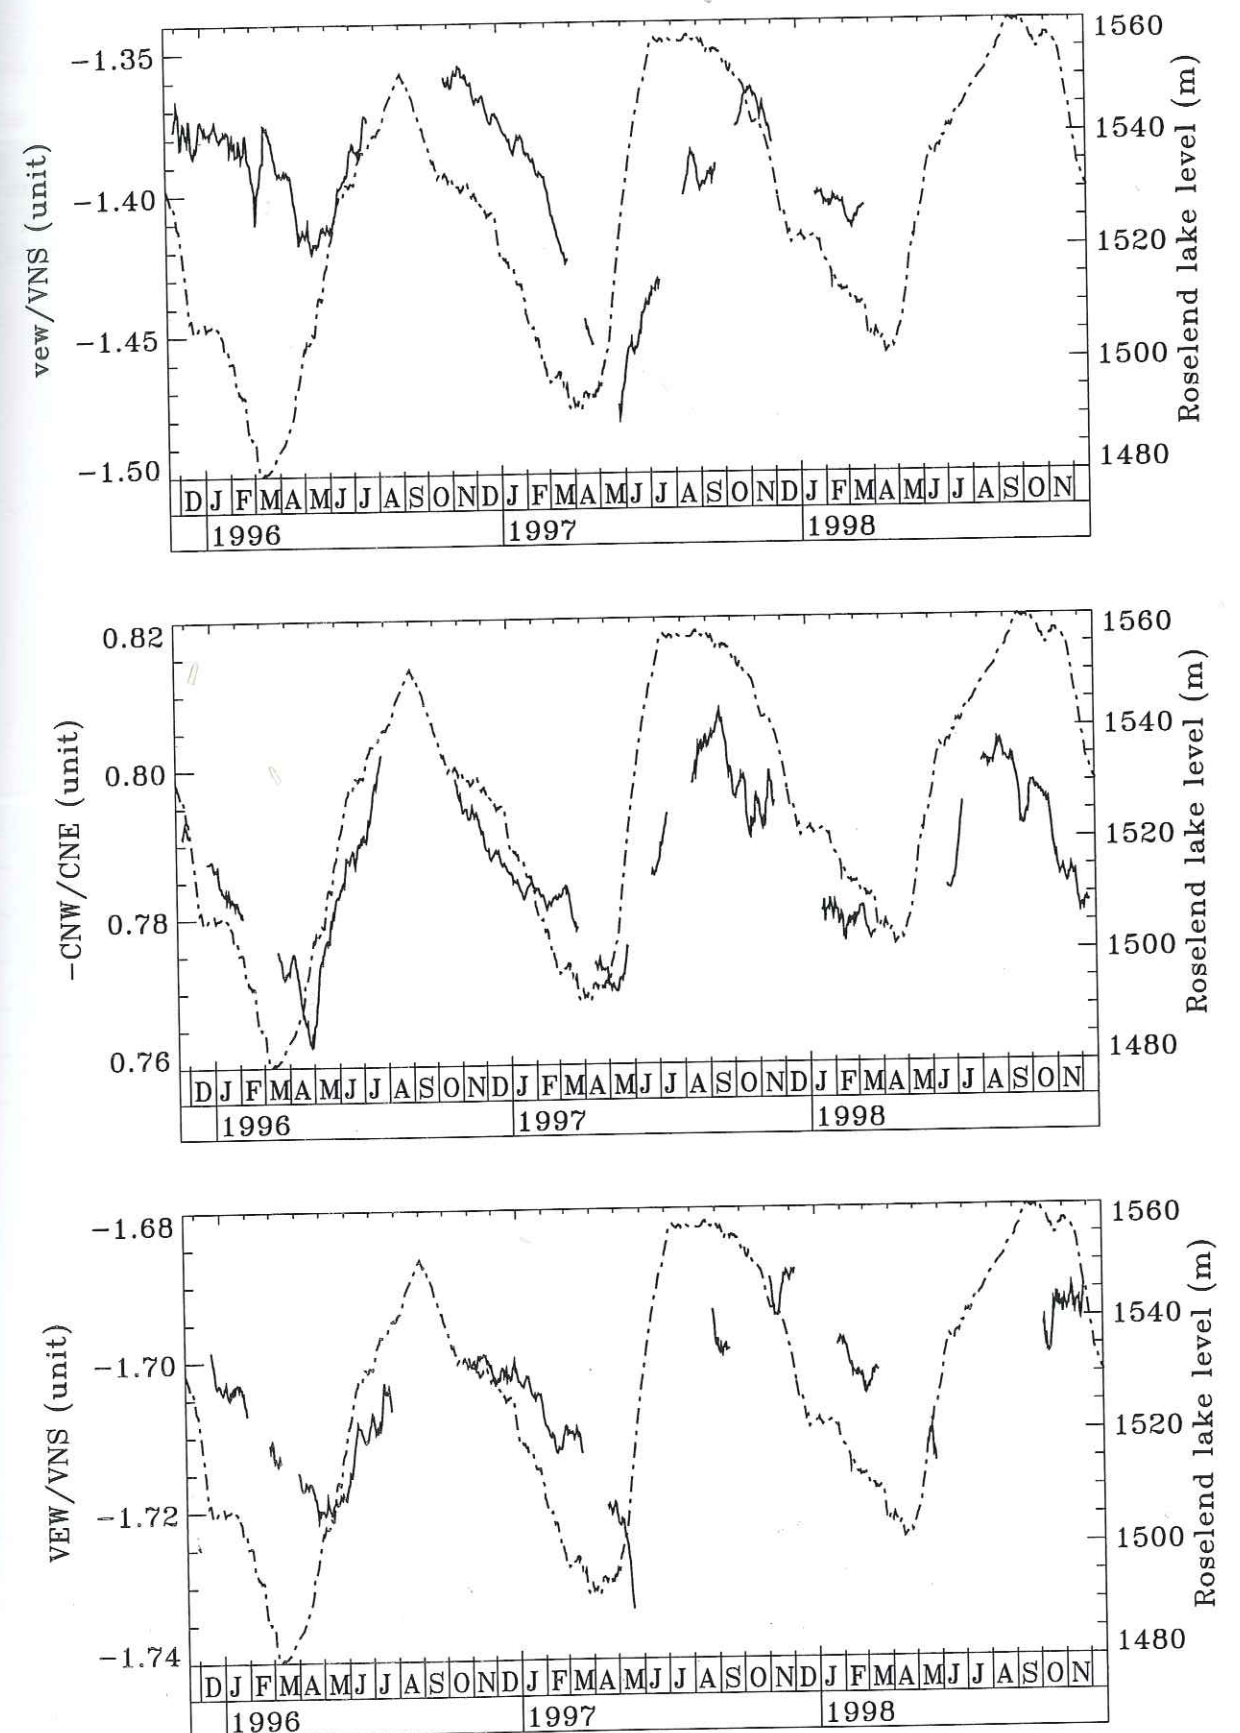 vew/VNS (unit)
-1.35
-1.40
-1.45
-1.50
1560
1540
1520
1500
1480
Roselend lake level (m)
D J F M A M J J A S O N D J F M A M J J A S O N D J F M A M J J A S O N
1996 1997 1998
-CNW/CNE (unit)
0.82
0.80
0.78
0.76
1560
1540
1520
1500
1480
Roselend lake level (m)
D J F M A M J J A S O N D J F M A M J J A S O N D J F M A M J J A S O N
1996 1997 1998
VEW/VNS (unit)
-1.68
-1.70
-1.72
-1.74
1560
1540
1520
1500
1480
Roselend lake level (m)
D J F M A M J J A S O N D J F M A M J J A S O N D J F M A M J J A S O N
1996 1997 1998